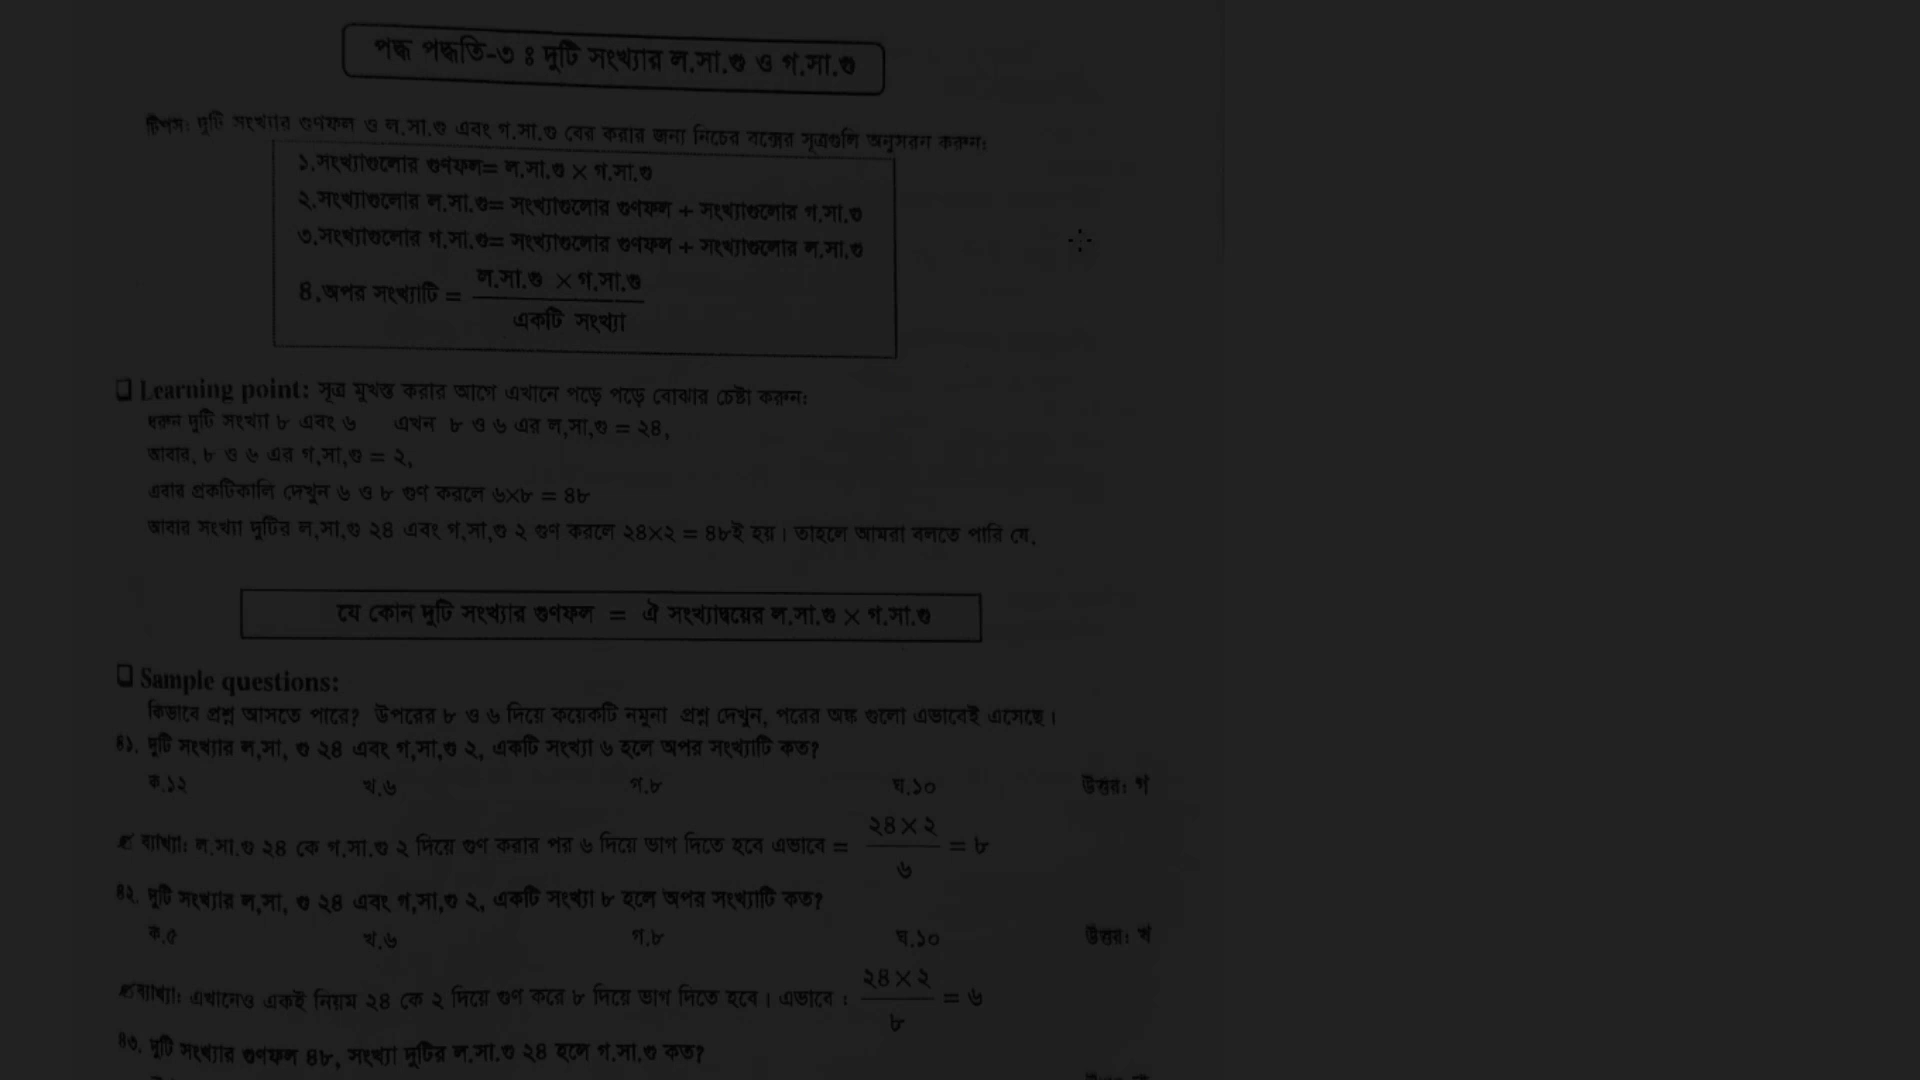 পদ্ধ পদ্ধতি-৩ ঃ দুটি সংখ্যার ল.সা.গু ও গ.সা.গু
টিপস: দুটি সংখ্যার গুণফল ও ল.সা.গু এবং গ.সা.গু বের করার জন্য নিচের বক্সের সূত্রগুলি অনুসরন করুন:
১.সংখ্যাগুলোর গুণফল= ল.সা.গু × গ.সা.গু
২.সংখ্যাগুলোর ল.সা.গু= সংখ্যাগুলোর গুণফল ÷ সংখ্যাগুলোর গ.সা.গু
৩.সংখ্যাগুলোর গ.সা.গু= সংখ্যাগুলোর গুণফল ÷ সংখ্যাগুলোর ল.সা.গু
৪.অপর সংখ্যাটি = ল.সা.গু × গ.সা.গু
একটি সংখ্যা
❑ Learning point: সূত্র মুখস্ত করার আগে এখানে পড়ে পড়ে বোঝার চেষ্টা করুন:
ধরুন দুটি সংখ্যা ৮ এবং ৬ এখন ৮ ও ৬ এর ল,সা,গু = ২৪,
আবার, ৮ ও ৬ এর গ,সা,গু = ২,
এবার প্রকটিকালি দেখুন ৬ ও ৮ গুণ করলে ৬×৮ = ৪৮
আবার সংখ্যা দুটির ল,সা,গু ২৪ এবং গ,সা,গু ২ গুণ করলে ২৪×২ = ৪৮ই হয়। তাহলে আমরা বলতে পারি যে,
যে কোন দুটি সংখ্যার গুণফল = ঐ সংখ্যাদ্বয়ের ল.সা.গু × গ.সা.গু
❑ Sample questions:
কিভাবে প্রশ্ন আসতে পারে? উপরের ৮ ও ৬ দিয়ে কয়েকটি নমুনা প্রশ্ন দেখুন, পরের অঙ্ক গুলো এভাবেই এসেছে।
৪১. দুটি সংখ্যার ল,সা, গু ২৪ এবং গ,সা,গু ২, একটি সংখ্যা ৬ হলে অপর সংখ্যাটি কত?
ক.১২ খ.৬ গ.৮ ঘ.১০ উত্তর: গ
ব্যাখ্যা: ল.সা.গু ২৪ কে গ.সা.গু ২ দিয়ে গুণ করার পর ৬ দিয়ে ভাগ দিতে হবে এভাবে = ২৪×২ = ৮
৬
৪২. দুটি সংখ্যার ল,সা, গু ২৪ এবং গ,সা,গু ২, একটি সংখ্যা ৮ হলে অপর সংখ্যাটি কত?
ক.৫ খ.৬ গ.৮ ঘ.১০ উত্তর: খ
ব্যাখ্যা: এখানেও একই নিয়ম ২৪ কে ২ দিয়ে গুণ করে ৮ দিয়ে ভাগ দিতে হবে। এভাবে : ২৪×২ = ৬
৮
৪৩. দুটি সংখ্যার গুণফল ৪৮, সংখ্যা দুটির ল.সা.গু ২৪ হলে গ.সা.গু কত?